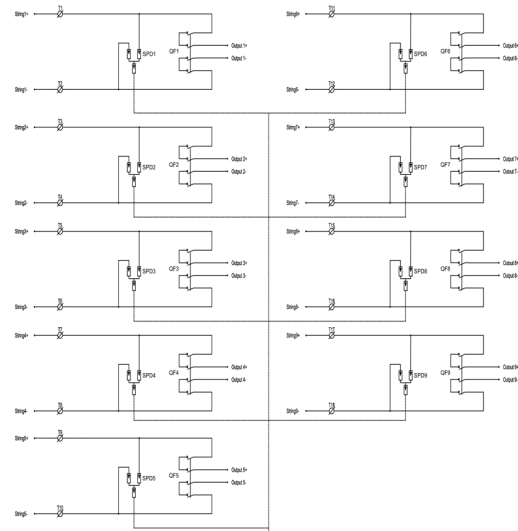 String1+ T1
SPD1 QF1 Output 1+
Output 1-
String1- T2
String2+ T3
SPD2 QF2 Output 2+
Output 2-
String2- T4
String3+ T5
SPD3 QF3 Output 3+
Output 3-
String3- T6
String4+ T7
SPD4 QF4 Output 4+
Output 4-
String4- T8
String5+ T9
SPD5 QF5 Output 5+
Output 5-
String5- T10
T11
SPD6 QF6 Output 6+
Output 6-
T12
String7+ T13
SPD7 QF7 Output 7+
Output 7-
String7- T14
T15
SPD8 QF8 Output 8+
Output 8-
T16
String9+ T17
SPD9 QF9 Output 9+
Output 9-
String9- T18